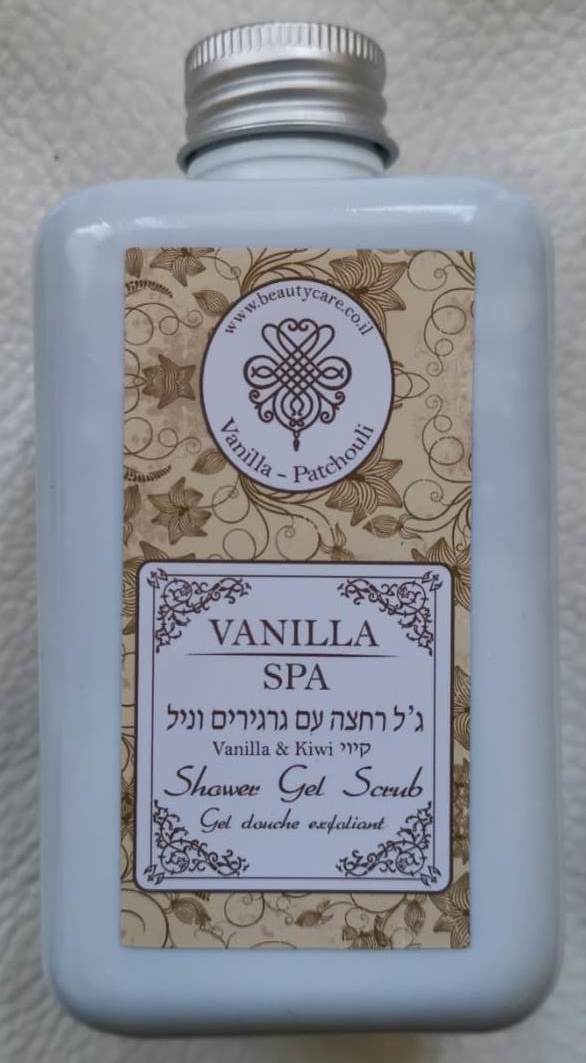 www.beautycare.co.il
Vanilla - Patchouli
VANILLA
SPA
ג'ל רחצה עם גרגירים וניל
Vanilla & Kiwi קיווי
Shower Gel Scrub
Gel douche exfoliant